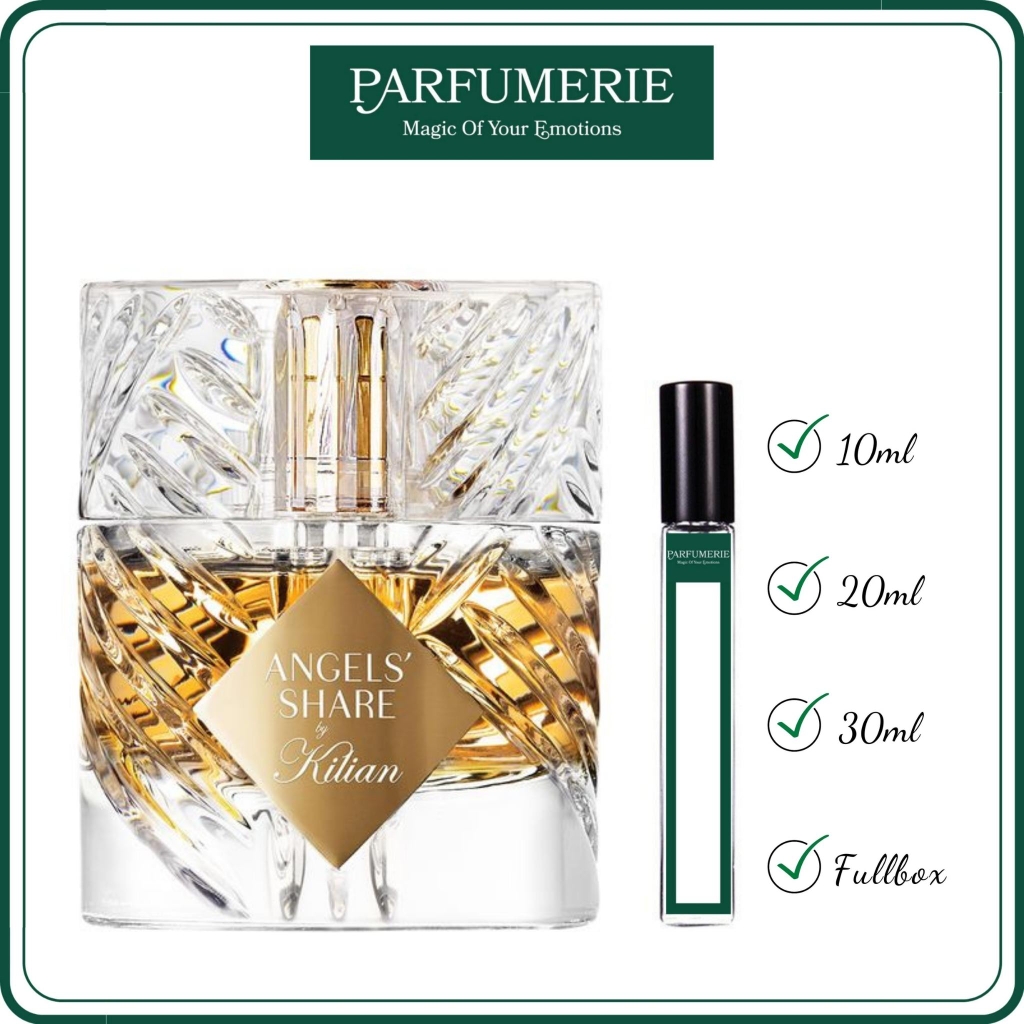 PARFUMERIE
Magic Of Your Emotions
ANGELS'
SHARE
by
Kilian
PARFUMERIE
Magic Of Your Emotions
10ml
20ml
30ml
Fullbox